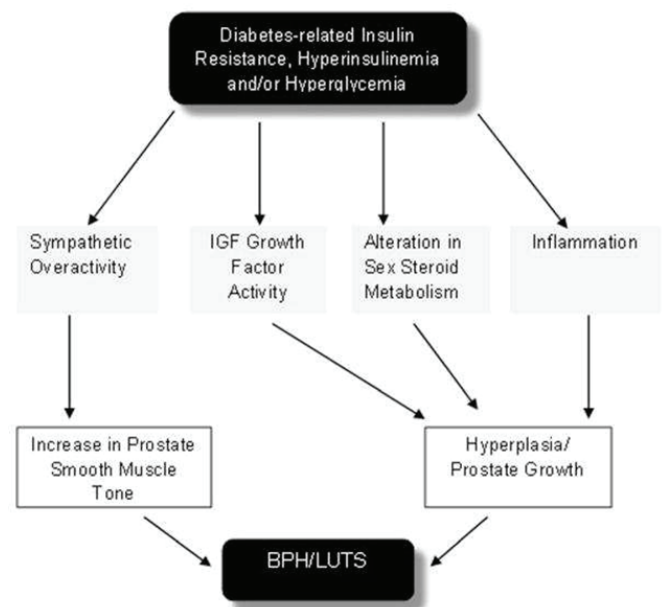 Diabetes-related Insulin
Resistance, Hyperinsulinemia
and/or Hyperglycemia
Sympathetic
Overactivity
IGF Growth
Factor
Activity
Alteration in
Sex Steroid
Metabolism
Inflammation
Increase in Prostate
Smooth Muscle
Tone
Hyperplasia/
Prostate Growth
BPH/LUTS